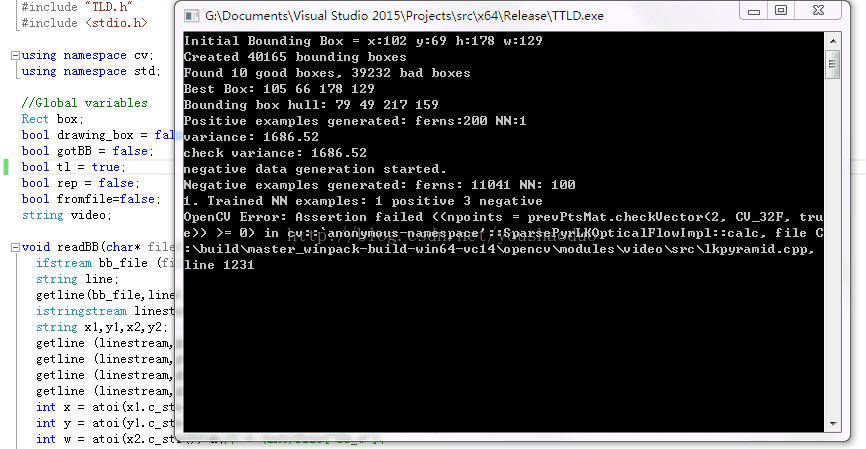 #include "TLD.h"
#include <stdio.h>
using namespace cv;
using namespace std;
//Global variables
Rect box;
bool drawing_box = fal
bool gotBB = false;
bool tl = true;
bool rep = false;
bool fromfile=false;
string video;
void readBB(char* file
ifstream bb_file (fi
string line;
getline(bb_file,line
istringstream linest
string x1,y1,x2,y2;
getline (linestream,
getline (linestream,
getline (linestream,
getline (linestream,
int x = atoi(x1.c_st
int y = atoi(y1.c_st
int w = atoi(x2.c_st
G:\Documents\Visual Studio 2015\Projects\src\x64\Release\TTLD.exe
Initial Bounding Box = x:102 y:69 h:178 w:129
Created 40165 bounding boxes
Found 10 good boxes, 39232 bad boxes
Best Box: 105 66 178 129
Bounding box hull: 79 49 217 159
Positive examples generated: ferns:200 NN:1
variance: 1686.52
check variance: 1686.52
negative data generation started.
Negative examples generated: ferns: 11041 NN: 100
1. Trained NN examples: 1 positive 3 negative
OpenCV Error: Assertion failed ((npoints = prevPtsMat.checkVector(2, CV_32F, tru
e)) >= 0) in cv::`anonymous-namespace'::SparsePyrLKOpticalFlowImpl::calc, file C
:\build\master_winpack-build-win64-vc14\opencv\modules\video\src\lkpyramid.cpp,
line 1231